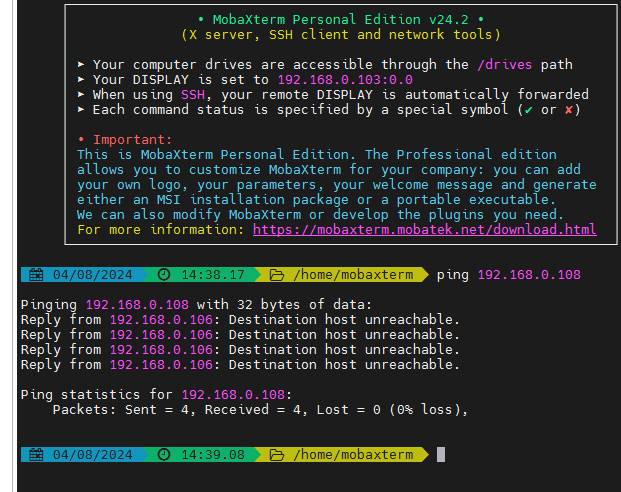 • MobaXterm Personal Edition v24.2 •
(X server, SSH client and network tools)
➤ Your computer drives are accessible through the /drives path
➤ Your DISPLAY is set to 192.168.0.103:0.0
➤ When using SSH, your remote DISPLAY is automatically forwarded
➤ Each command status is specified by a special symbol (✔ or ✘)
• Important:
This is MobaXterm Personal Edition. The Professional edition
allows you to customize MobaXterm for your company: you can add
your own logo, your parameters, your welcome message and generate
either an MSI installation package or a portable executable.
We can also modify MobaXterm or develop the plugins you need.
For more information: https://mobaxterm.mobatek.net/download.html
04/08/2024 14:38.17 /home/mobaxterm ping 192.168.0.108
Pinging 192.168.0.108 with 32 bytes of data:
Reply from 192.168.0.106: Destination host unreachable.
Reply from 192.168.0.106: Destination host unreachable.
Reply from 192.168.0.106: Destination host unreachable.
Reply from 192.168.0.106: Destination host unreachable.
Ping statistics for 192.168.0.108:
Packets: Sent = 4, Received = 4, Lost = 0 (0% loss),
04/08/2024 14:39.08 /home/mobaxterm